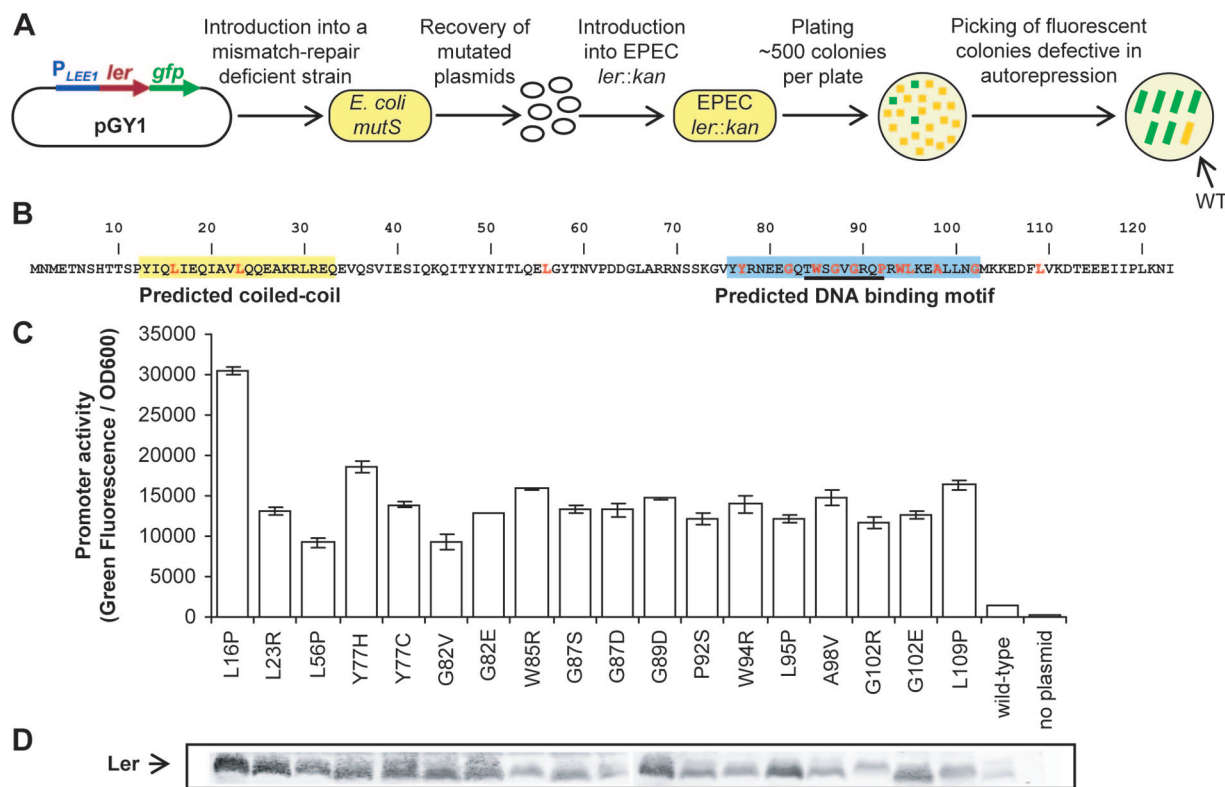 A
P LEE1 ler gfp
pGY1
Introduction into a
mismatch-repair
deficient strain
E. coli
mutS
Recovery of
mutated
plasmids
Introduction
into EPEC
ler::kan
EPEC
ler::kan
Plating
~500 colonies
per plate
Picking of fluorescent
colonies defective in
autorepression
WT
B
10 20 30 40 50 60 70 80 90 100 110 120
MNMETNSHTTSPYIQLIEQIAVLQQEAKRLREQEVQSVIESIQKQITYYNITLQELGYTNVPDDGLARRNSSKGVYYRNEEGQTWSGVGRQPRWLKEALLNGMKKEDFLVKDTEEEIIPLKNI
Predicted coiled-coil Predicted DNA binding motif
C
Promoter activity
(Green Fluorescence / OD600)
35000
30000
25000
20000
15000
10000
5000
0
L16P
L23R
L56P
Y77H
Y77C
G82V
G82E
W85R
G87S
G87D
G89D
P92S
W94R
L95P
A98V
G102R
G102E
L109P
wild-type
no plasmid
D
Ler